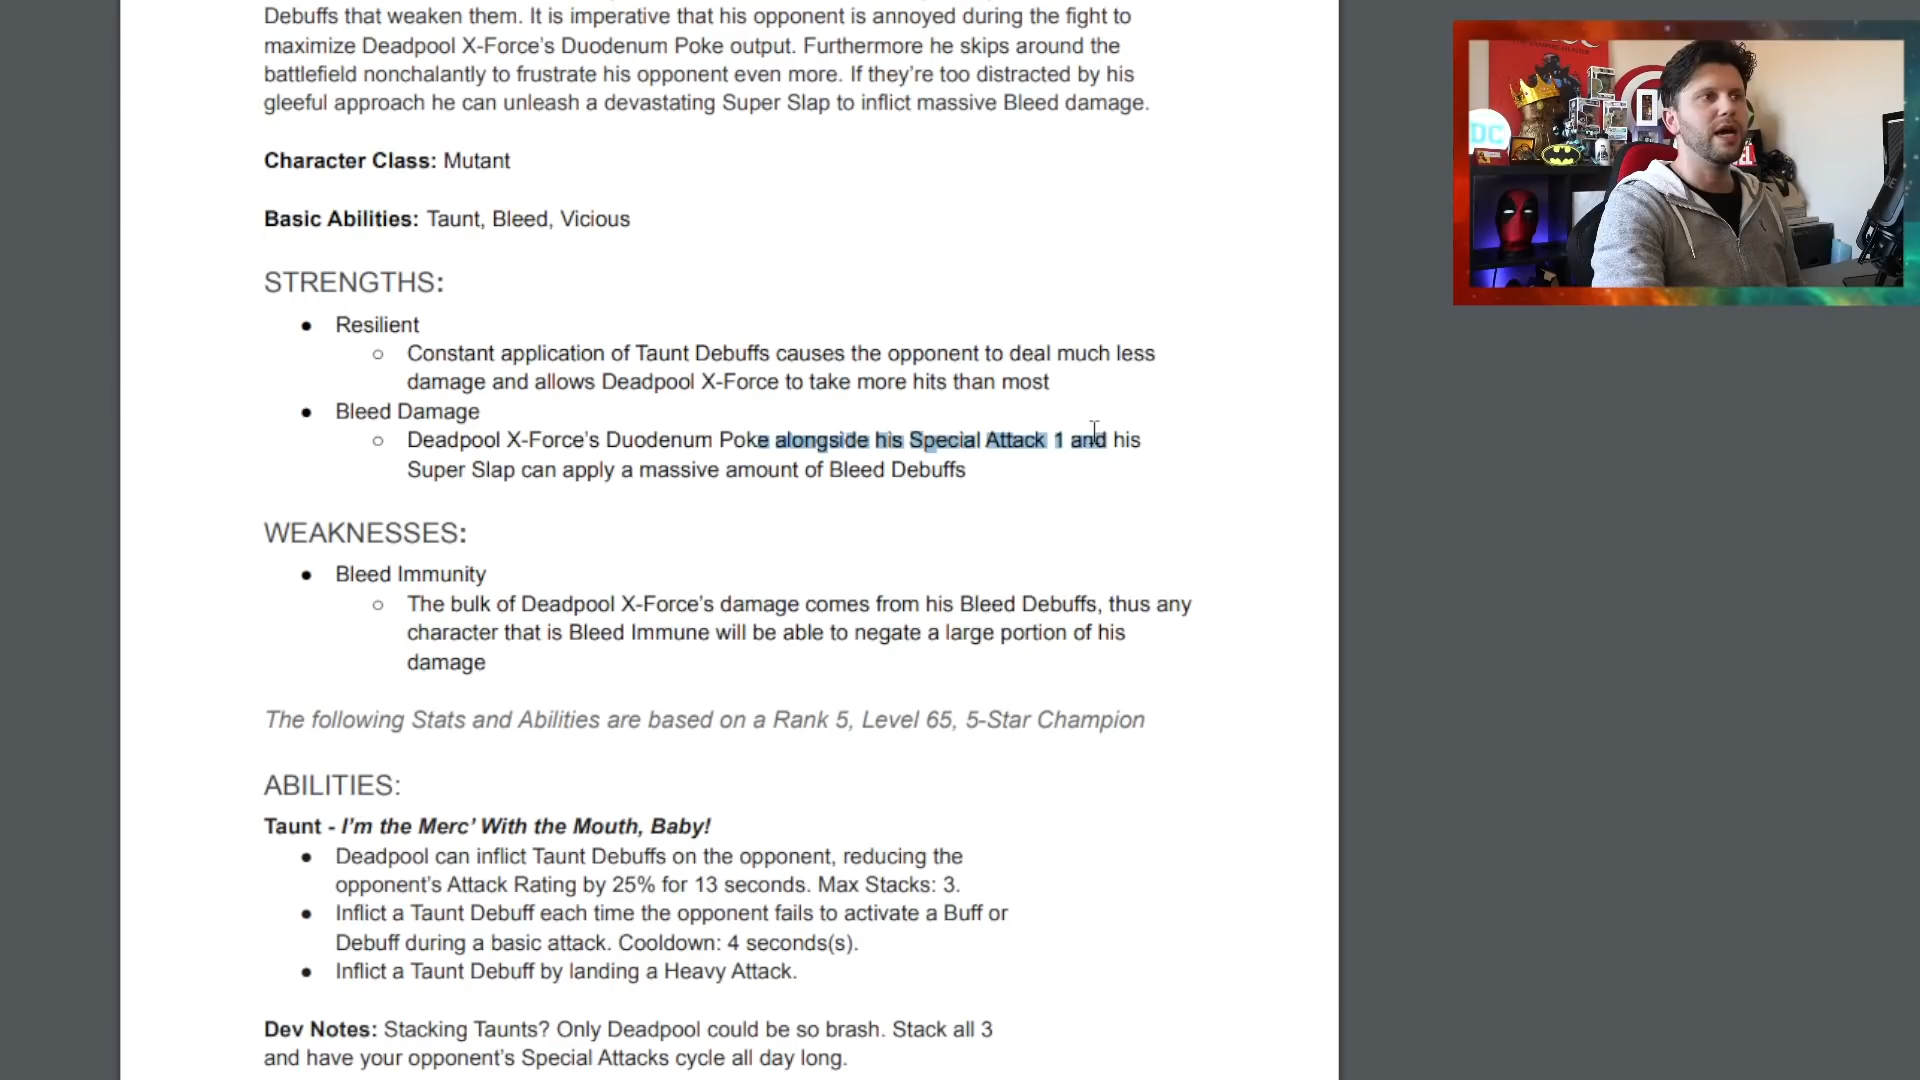 Debuffs that weaken them. It is imperative that his opponent is annoyed during the fight to
maximize Deadpool X-Force's Duodenum Poke output. Furthermore he skips around the
battlefield nonchalantly to frustrate his opponent even more. If they're too distracted by his
gleeful approach he can unleash a devastating Super Slap to inflict massive Bleed damage.
Character Class: Mutant
Basic Abilities: Taunt, Bleed, Vicious
STRENGTHS:
● Resilient
○ Constant application of Taunt Debuffs causes the opponent to deal much less
damage and allows Deadpool X-Force to take more hits than most
● Bleed Damage
○ Deadpool X-Force's Duodenum Poke alongside his Special Attack 1 and his
Super Slap can apply a massive amount of Bleed Debuffs
WEAKNESSES:
● Bleed Immunity
○ The bulk of Deadpool X-Force's damage comes from his Bleed Debuffs, thus any
character that is Bleed Immune will be able to negate a large portion of his
damage
The following Stats and Abilities are based on a Rank 5, Level 65, 5-Star Champion
ABILITIES:
Taunt - I'm the Merc' With the Mouth, Baby!
● Deadpool can inflict Taunt Debuffs on the opponent, reducing the
opponent's Attack Rating by 25% for 13 seconds. Max Stacks: 3.
● Inflict a Taunt Debuff each time the opponent fails to activate a Buff or
Debuff during a basic attack. Cooldown: 4 seconds(s).
● Inflict a Taunt Debuff by landing a Heavy Attack.
Dev Notes: Stacking Taunts? Only Deadpool could be so brash. Stack all 3
and have your opponent's Special Attacks cycle all day long.
DC